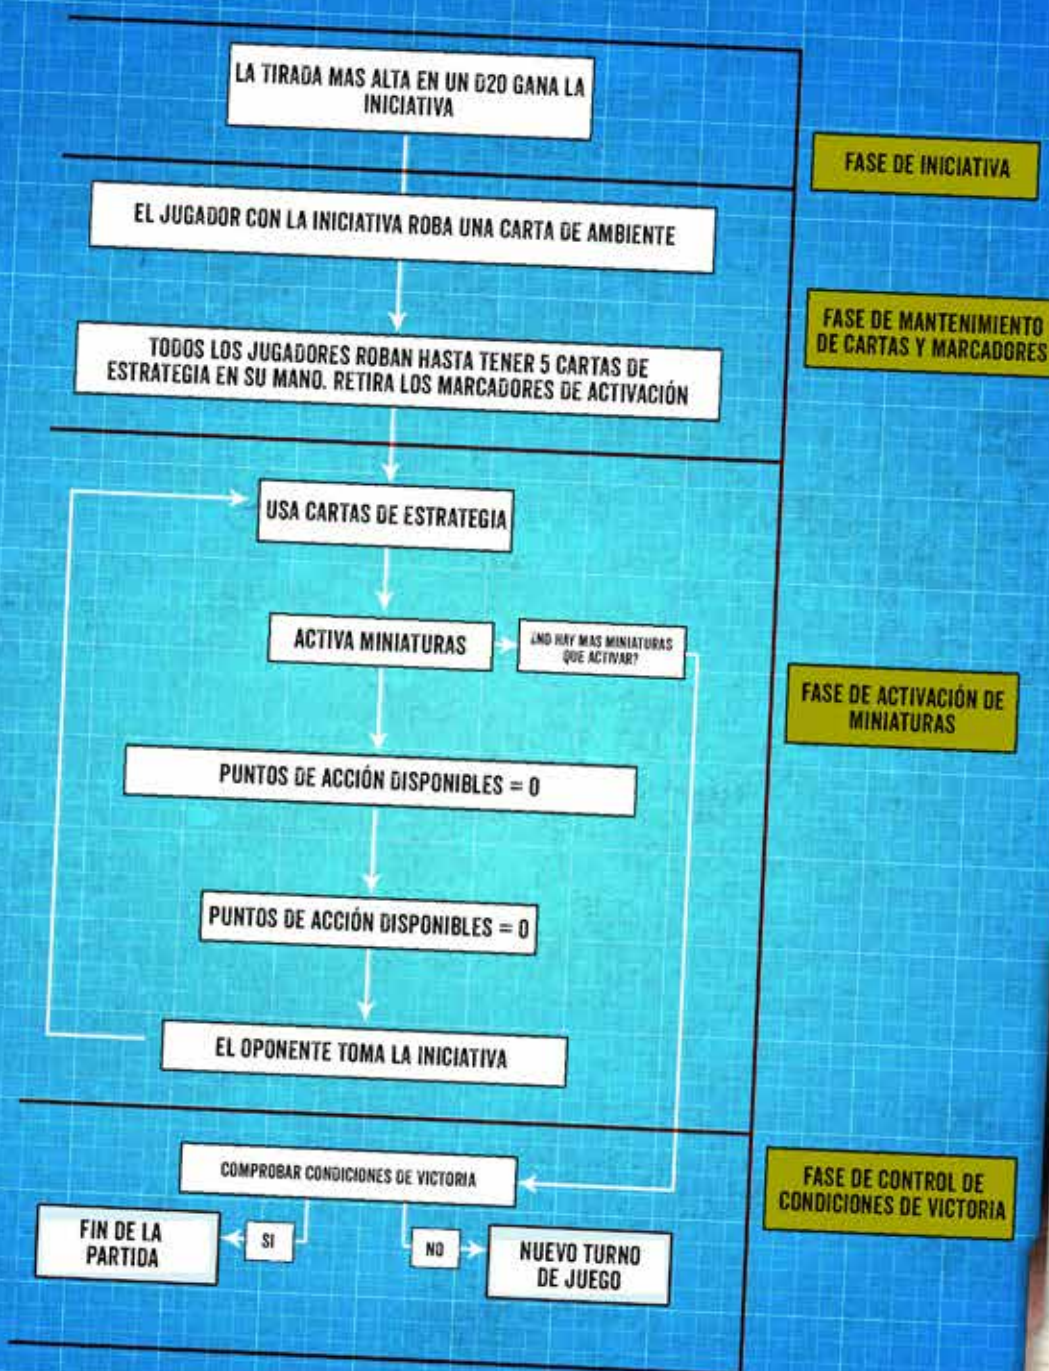 LA TIRADA MAS ALTA EN UN D20 GANA LA
INICIATIVA
FASE DE INICIATIVA
EL JUGADOR CON LA INICIATIVA ROBA UNA CARTA DE AMBIENTE
TODOS LOS JUGADORES ROBAN HASTA TENER 5 CARTAS DE
ESTRATEGIA EN SU MANO. RETIRA LOS MARCADORES DE ACTIVACIÓN
FASE DE MANTENIMIENTO
DE CARTAS Y MARCADORES
USA CARTAS DE ESTRATEGIA
ACTIVA MINIATURAS
¿NO HAY MAS MINIATURAS
QUE ACTIVAR?
FASE DE ACTIVACIÓN DE
MINIATURAS
PUNTOS DE ACCIÓN DISPONIBLES = 0
PUNTOS DE ACCIÓN DISPONIBLES = 0
EL OPONENTE TOMA LA INICIATIVA
COMPROBAR CONDICIONES DE VICTORIA
FASE DE CONTROL DE
CONDICIONES DE VICTORIA
FIN DE LA
PARTIDA
SI
NO
NUEVO TURNO
DE JUEGO